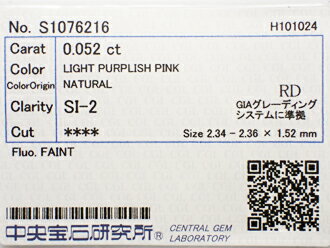 No. S1076216 H101024
Carat 0.052 ct
Color LIGHT PURPLISH PINK
ColorOrigin NATURAL
RD
Clarity SI-2 GIAグレーディング
システムに準拠
Cut **** Size 2.34 - 2.36 × 1.52 mm
Fluo. FAINT
中央宝石研究所® CENTRAL GEM
LABORATORY